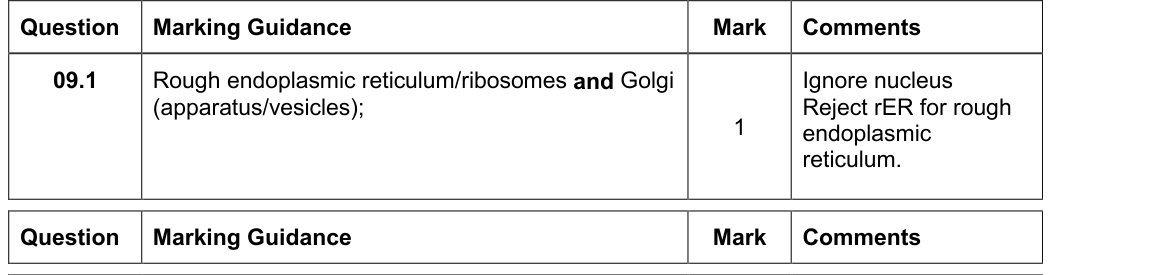 Question Marking Guidance Mark Comments
09.1 Rough endoplasmic reticulum/ribosomes and Golgi
(apparatus/vesicles);
1
Ignore nucleus
Reject rER for rough
endoplasmic
reticulum.
Question Marking Guidance Mark Comments